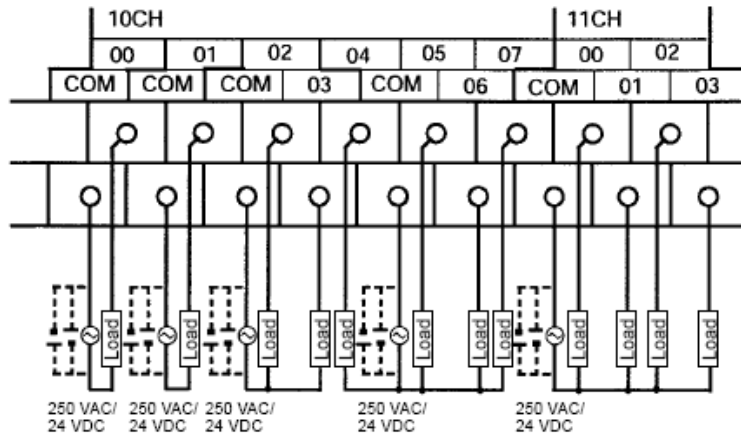 10CH 11CH
00 01 02 04 05 07 00 02
COM COM COM 03 COM 06 COM 01 03
Load Load Load Load Load Load Load Load Load Load Load Load
250 VAC/ 250 VAC/ 250 VAC/ 250 VAC/ 250 VAC/
24 VDC 24 VDC 24 VDC 24 VDC 24 VDC